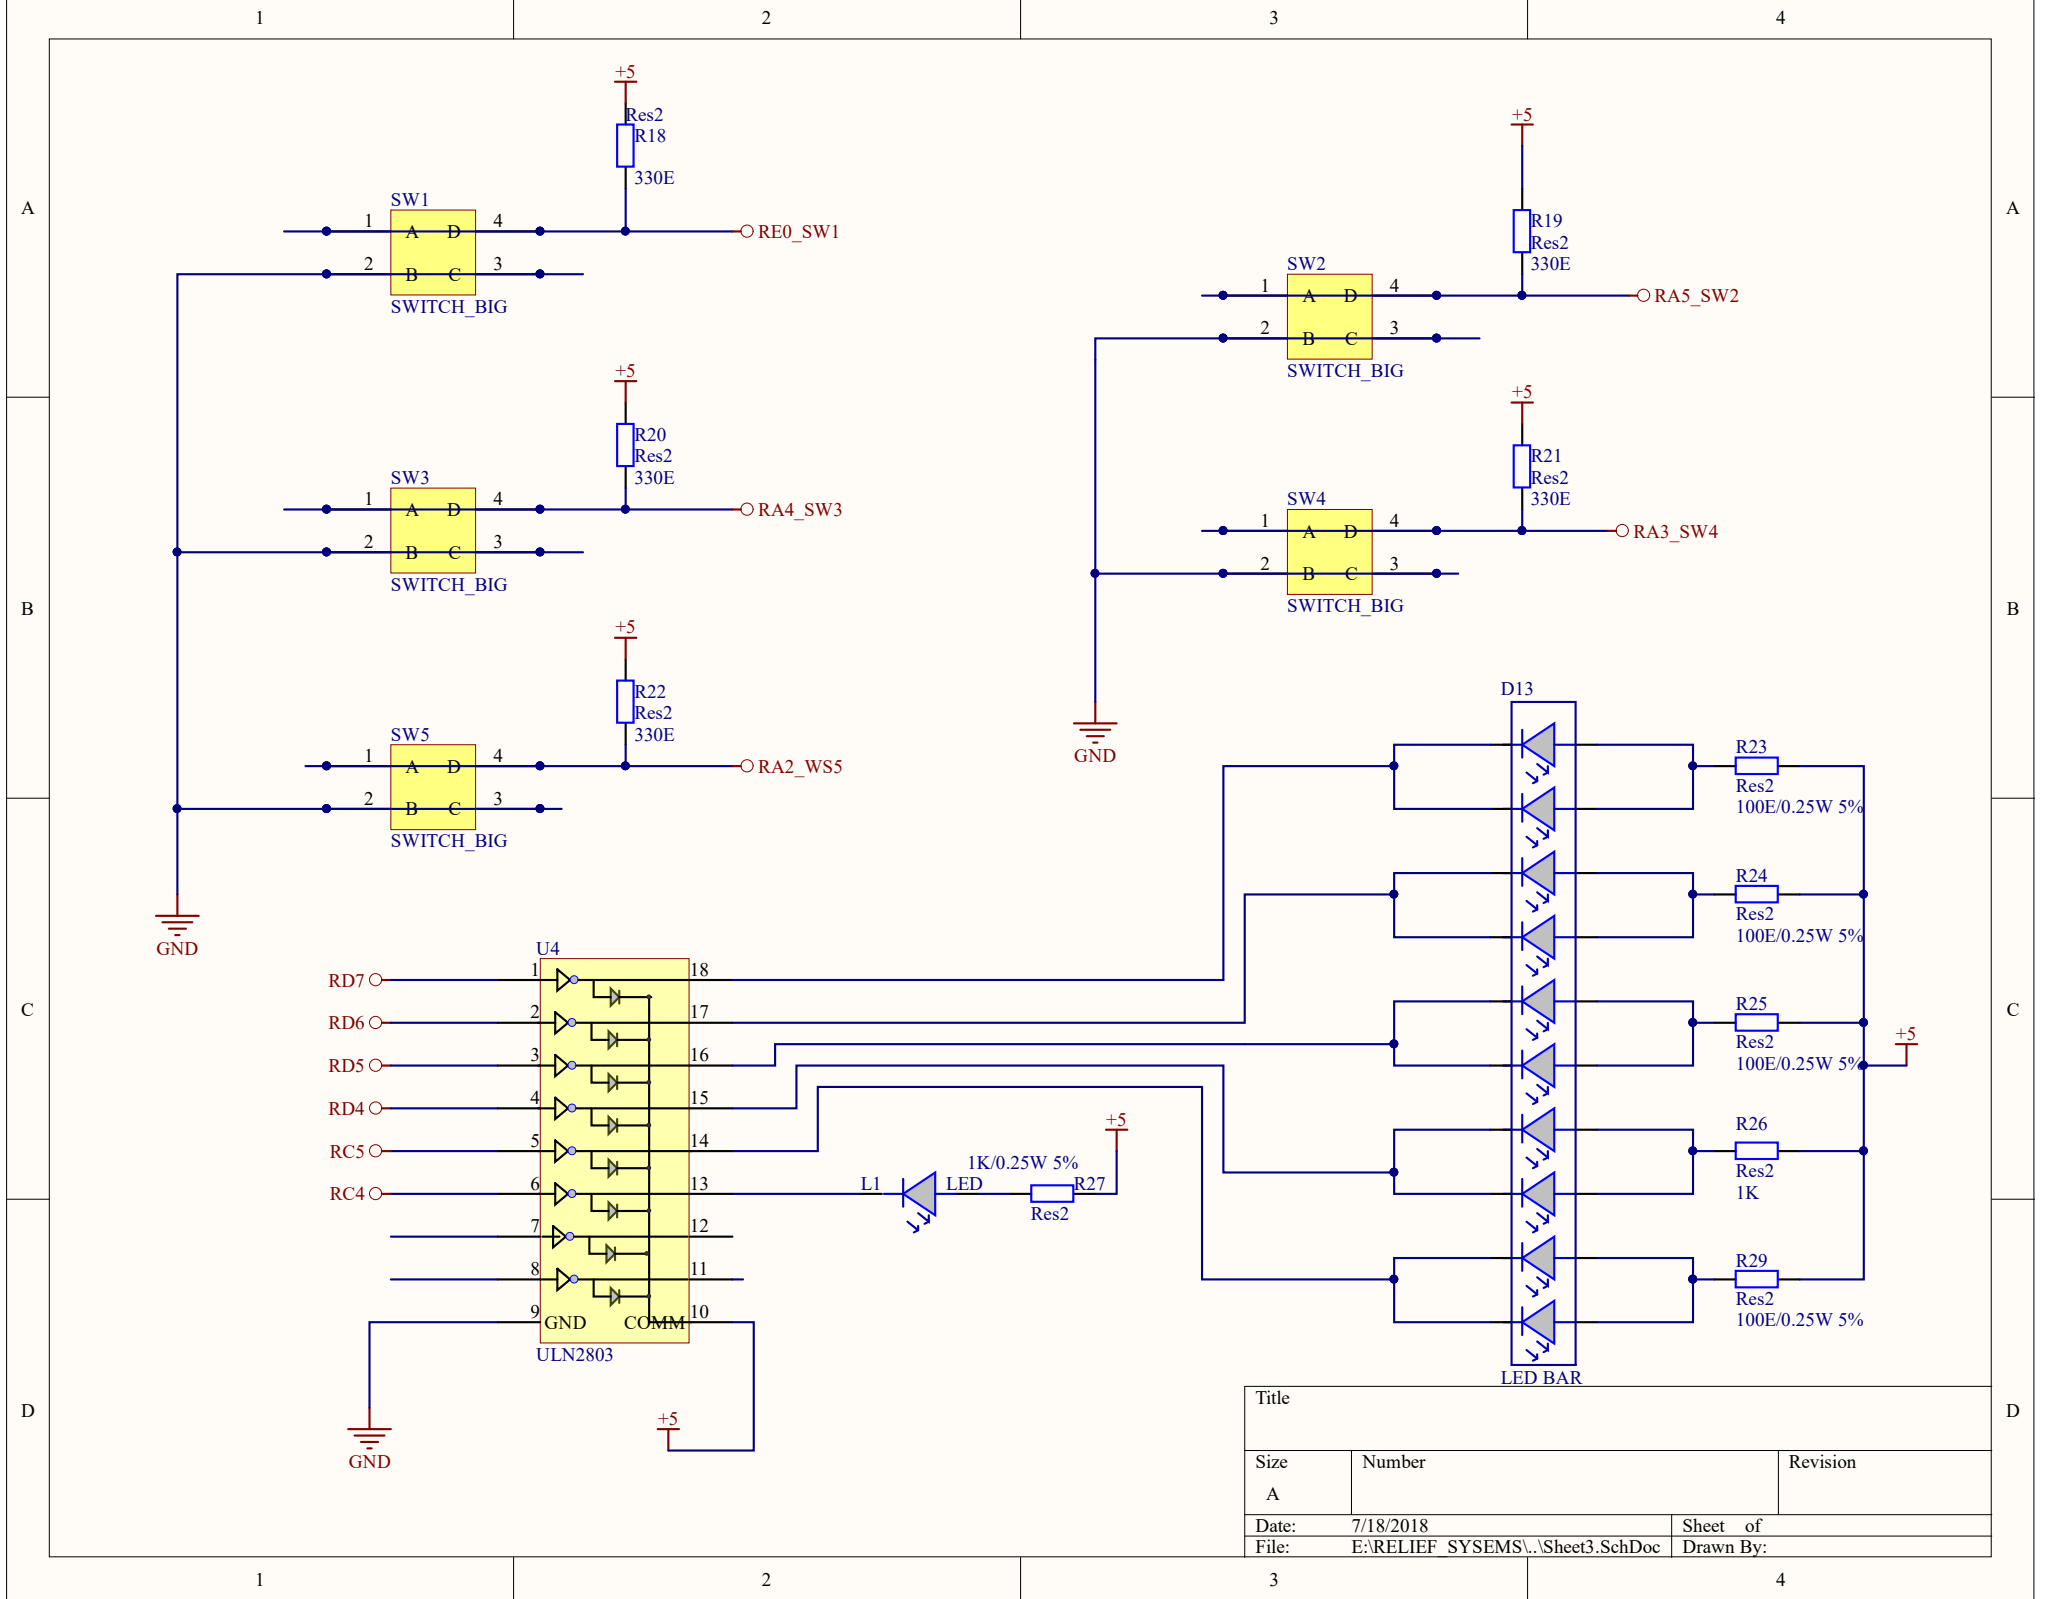 1 2 3 4
A A
B B
C C
D D
+5
Res2
R18
330E
SW1
1 A D 4
2 B C 3
SWITCH_BIG
RE0_SW1
+5
R20
Res2
330E
SW3
1 A D 4
2 B C 3
SWITCH_BIG
RA4_SW3
+5
R22
Res2
330E
SW5
1 A D 4
2 B C 3
SWITCH_BIG
RA2_WS5
GND
+5
R19
Res2
330E
SW2
1 A D 4
2 B C 3
SWITCH_BIG
RA5_SW2
+5
R21
Res2
330E
SW4
1 A D 4
2 B C 3
SWITCH_BIG
RA3_SW4
GND
U4
RD7 1 18
RD6 2 17
RD5 3 16
RD4 4 15
RC5 5 14
RC4 6 13
7 12
8 11
9 GND COMM 10
ULN2803
GND
+5
L1 LED
1K/0.25W 5%
R27
Res2
+5
D13
R23
Res2
100E/0.25W 5%
R24
Res2
100E/0.25W 5%
R25
Res2
100E/0.25W 5%
+5
R26
Res2
1K
R29
Res2
100E/0.25W 5%
LED BAR
Title
Size Number Revision
A
Date: 7/18/2018 Sheet of
File: E:\RELIEF_SYSEMS\..\Sheet3.SchDoc Drawn By:
1 2 3 4